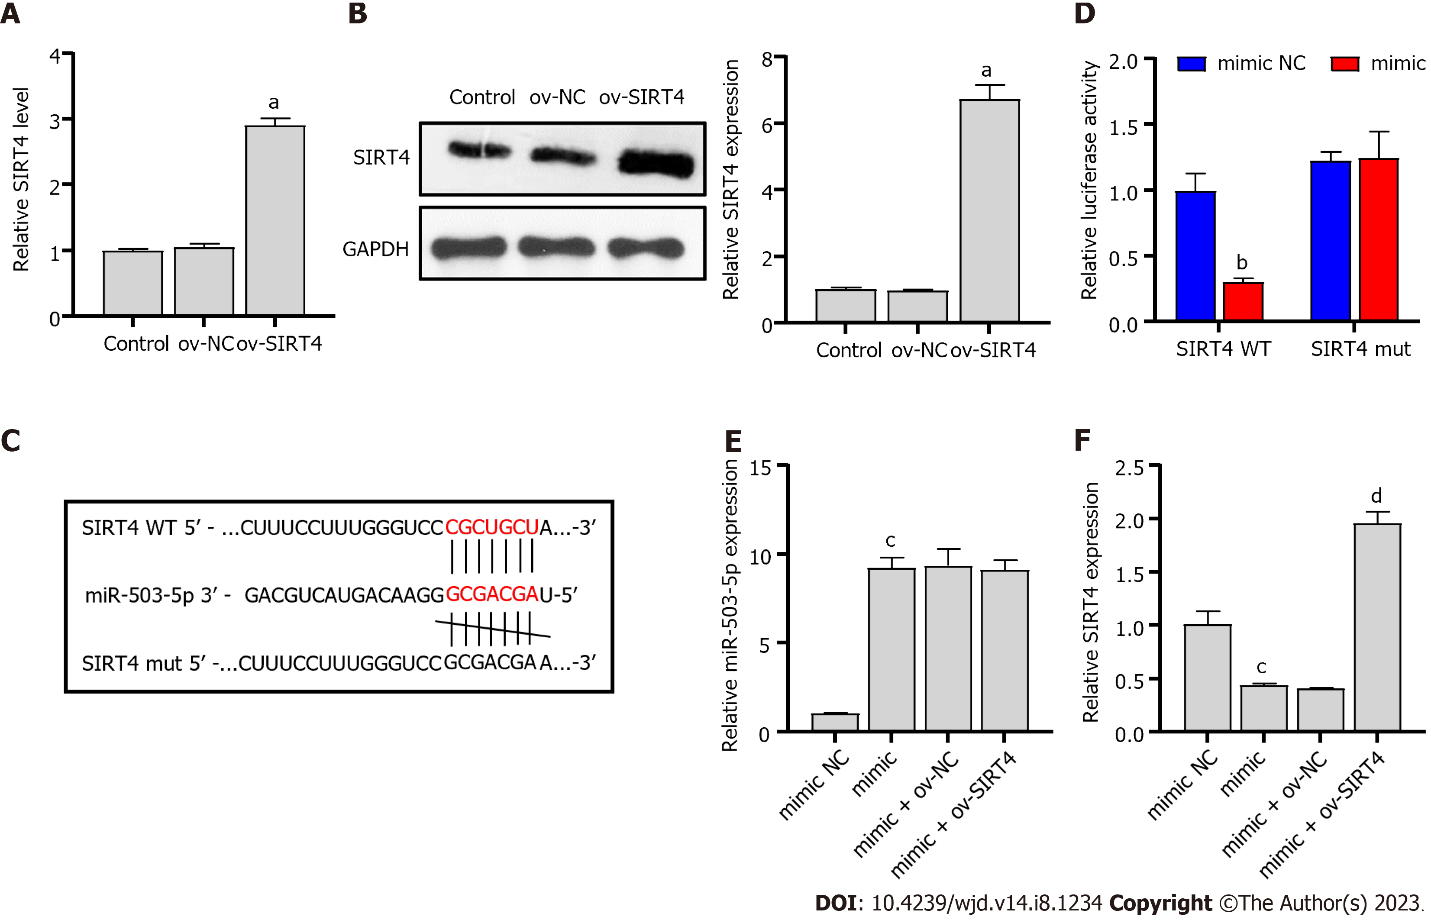 A
Relative SIRT4 level
4
3
2
1
0
a
Control ov-NC ov-SIRT4
B
Control ov-NC ov-SIRT4
SIRT4
GAPDH
Relative SIRT4 expression
8
6
4
2
0
a
Control ov-NC ov-SIRT4
D
Relative luciferase activity
2.0
1.5
1.0
0.5
0.0
mimic NC mimic
b
SIRT4 WT SIRT4 mut
C
SIRT4 WT 5′ - ...CUUUCCUUUGGGUCCCGCUGCUA...-3′
miR-503-5p 3′ - GACGUCAUGACAAGGGCGACGAU-5′
SIRT4 mut 5′ -...CUUUCCUUUGGGUCCGCGACGAA...-3′
E
Relative miR-503-5p expression
15
10
5
0
c
mimic NC
mimic
mimic + ov-NC
mimic + ov-SIRT4
F
Relative SIRT4 expression
2.5
2.0
1.5
1.0
0.5
0.0
c
d
mimic NC
mimic
mimic + ov-NC
mimic + ov-SIRT4
DOI: 10.4239/wjd.v14.i8.1234 Copyright ©The Author(s) 2023.